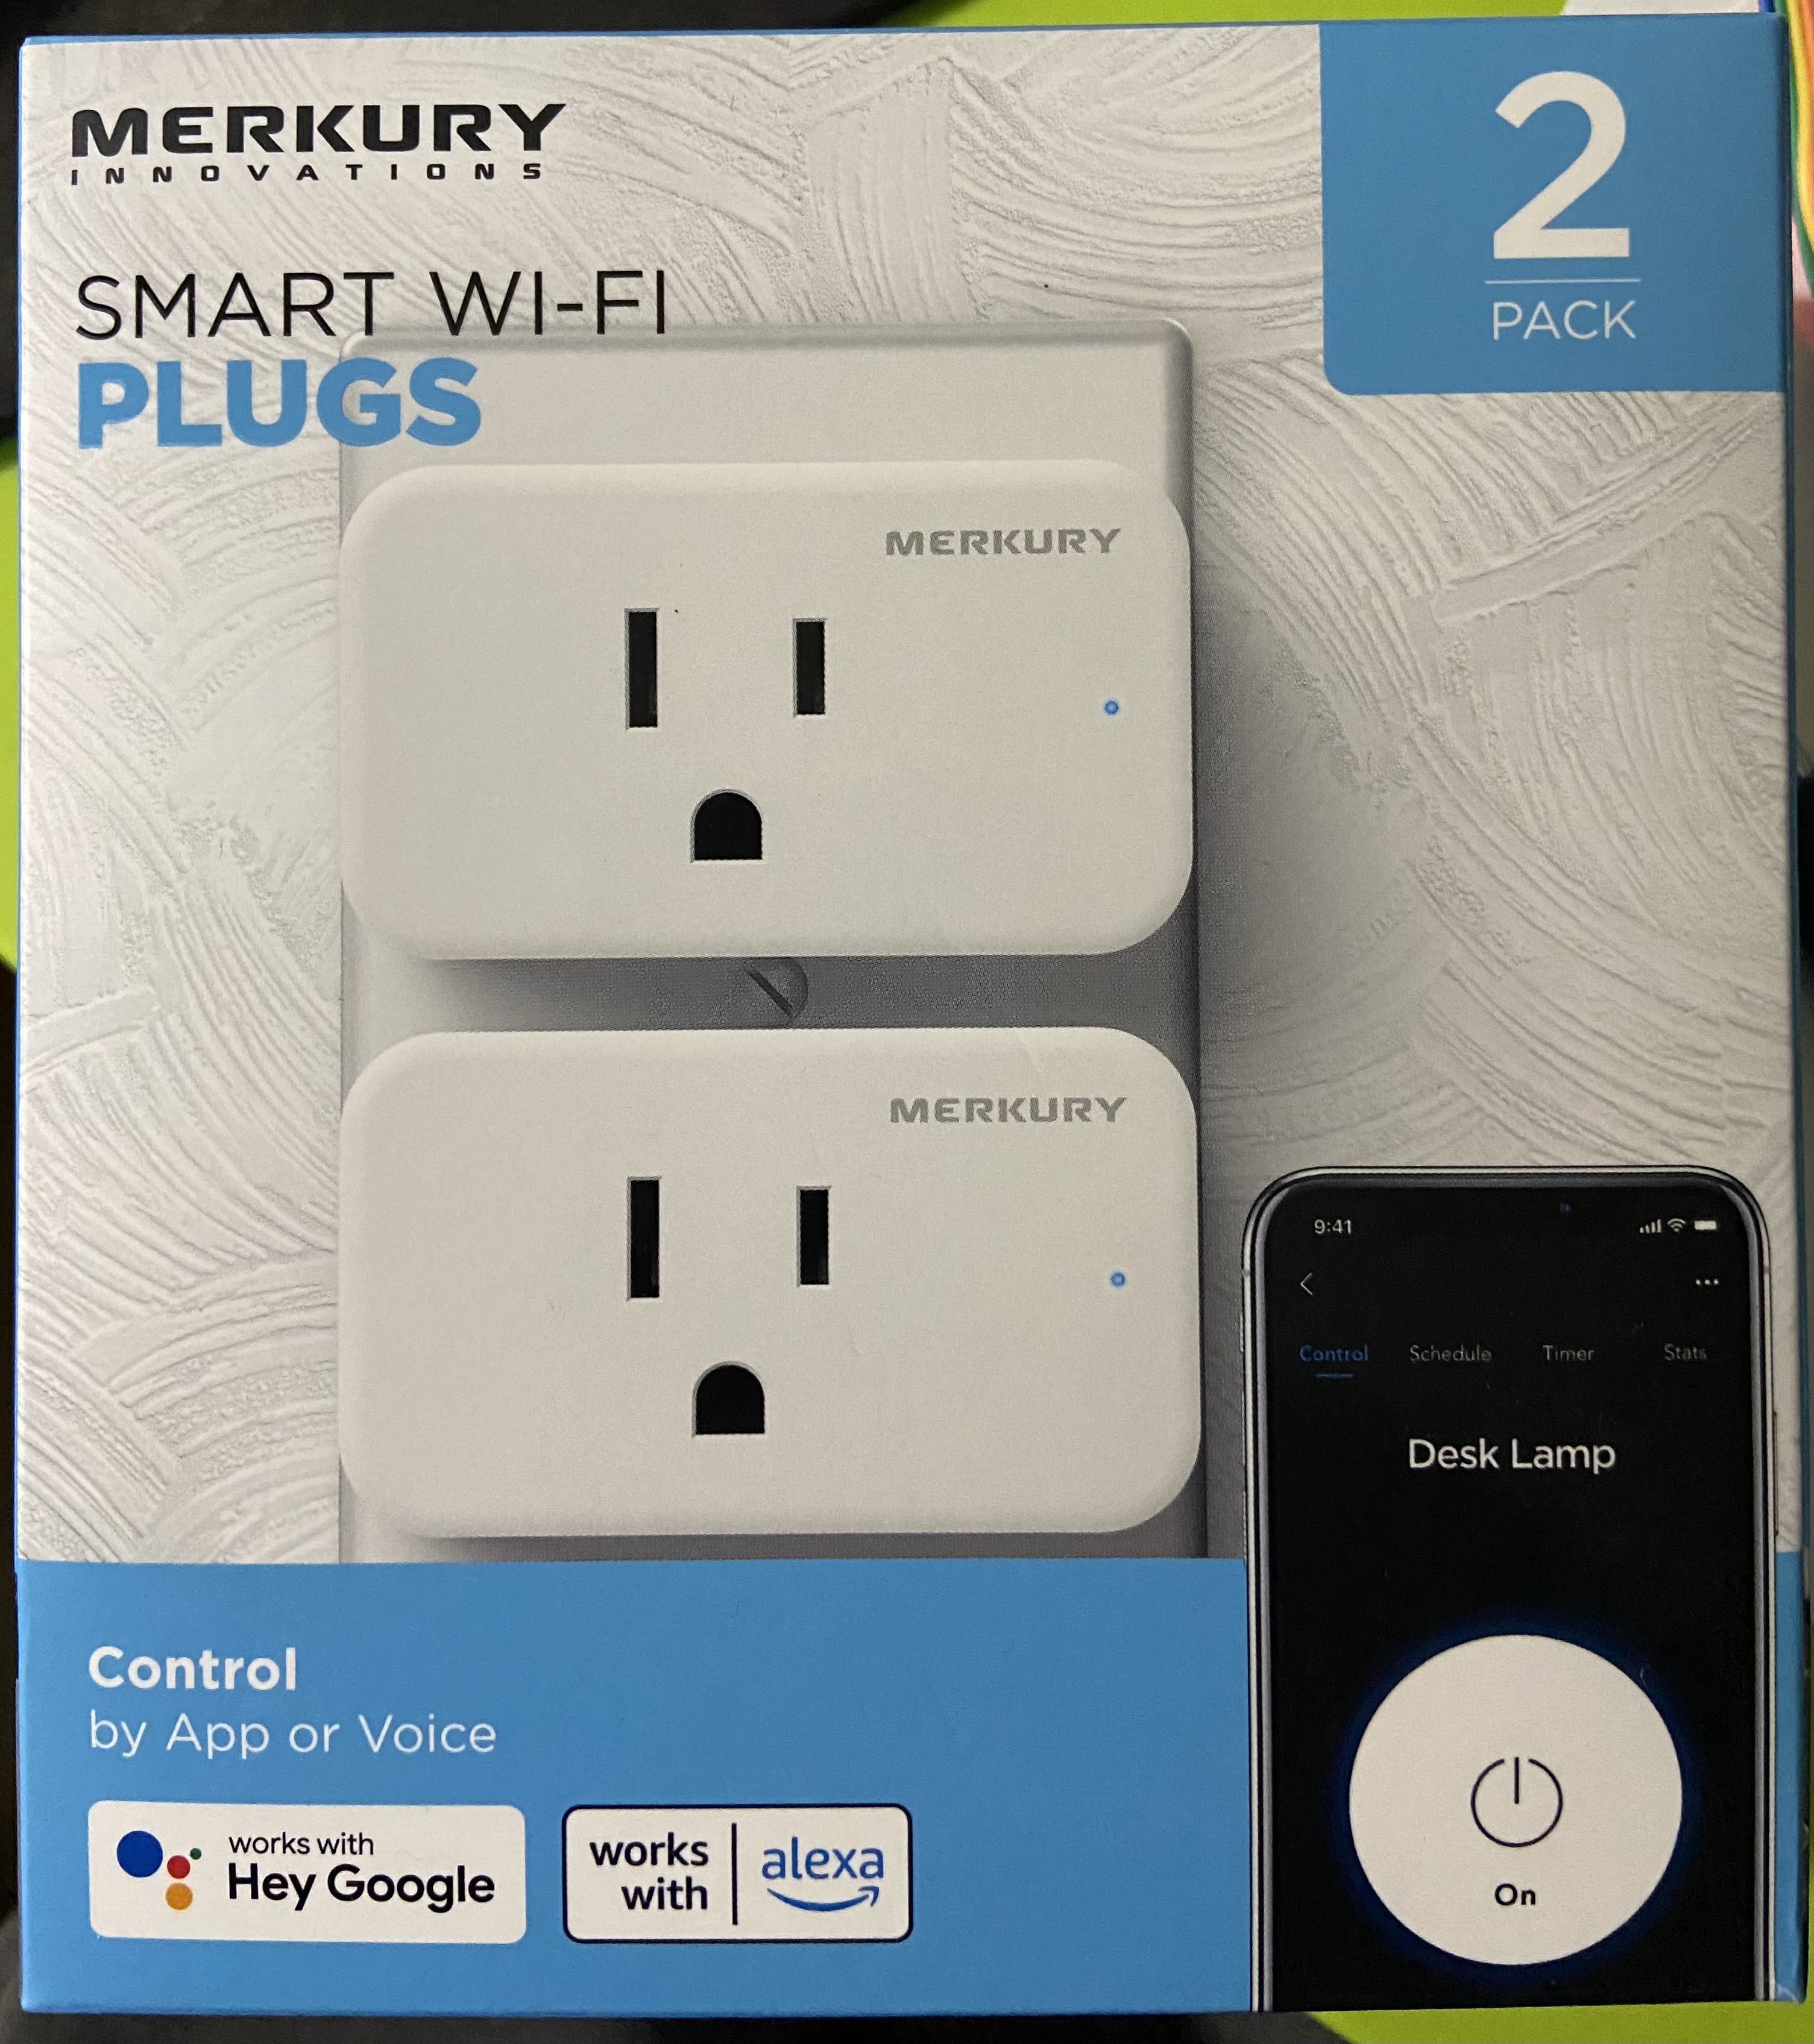 MERKURY
INNOVATIONS
2
PACK
SMART WI-FI
PLUGS
MERKURY
MERKURY
9:41
Control Schedule Timer Stats
Desk Lamp
On
Control
by App or Voice
works with
Hey Google
works
with
alexa